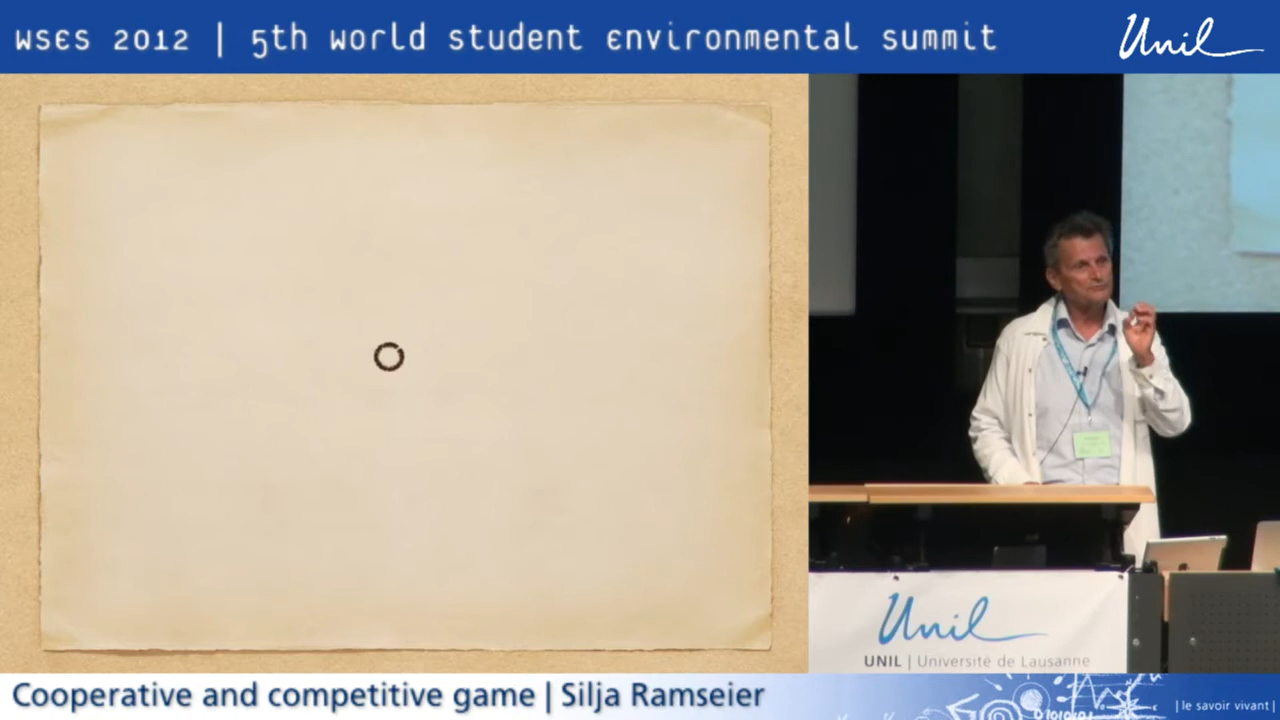 WSES 2012 | 5th world student environmental summit
Unil
Unil
UNIL | Université de Lausanne
Cooperative and competitive game | Silja Ramseier
| le savoir vivant |